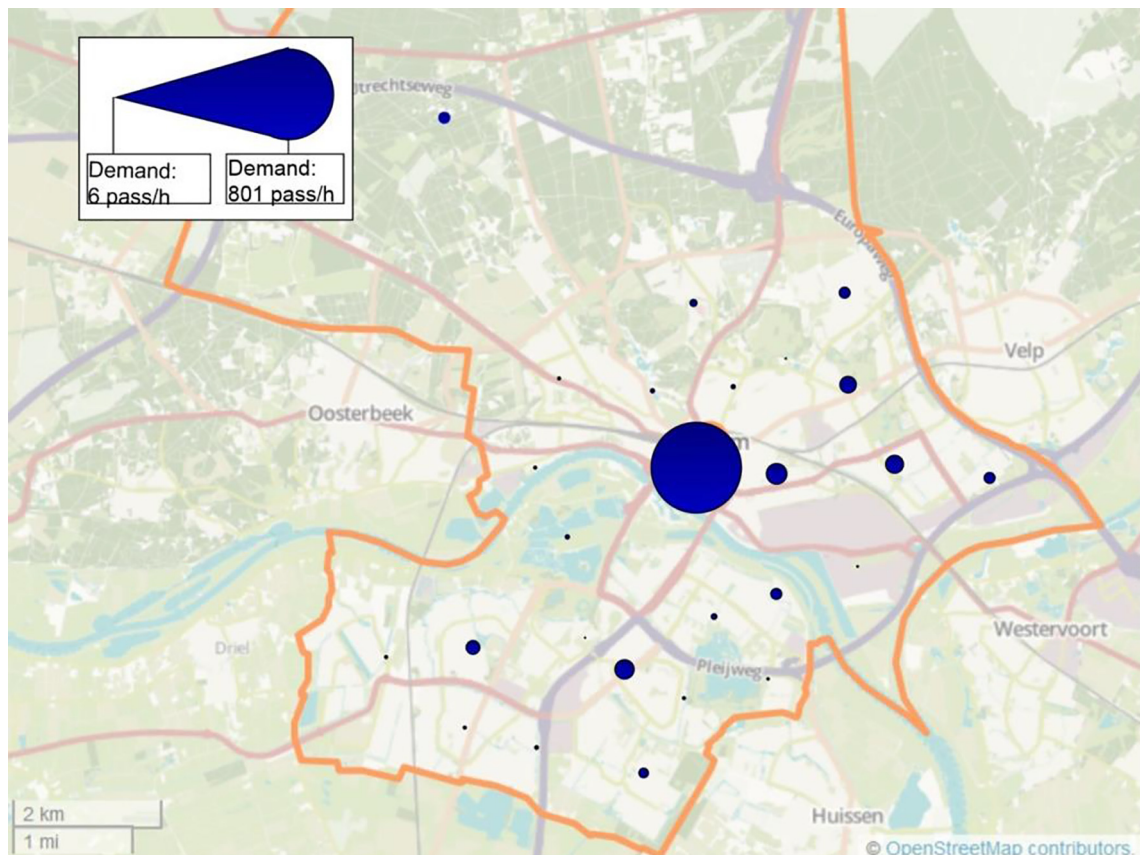 Utrechtseweg
Demand:
6 pass/h
Demand:
801 pass/h
Europaweg
Velp
Oosterbeek
m
Driel
Westervoort
Pleijweg
Huissen
2 km
1 mi
© OpenStreetMap contributors.